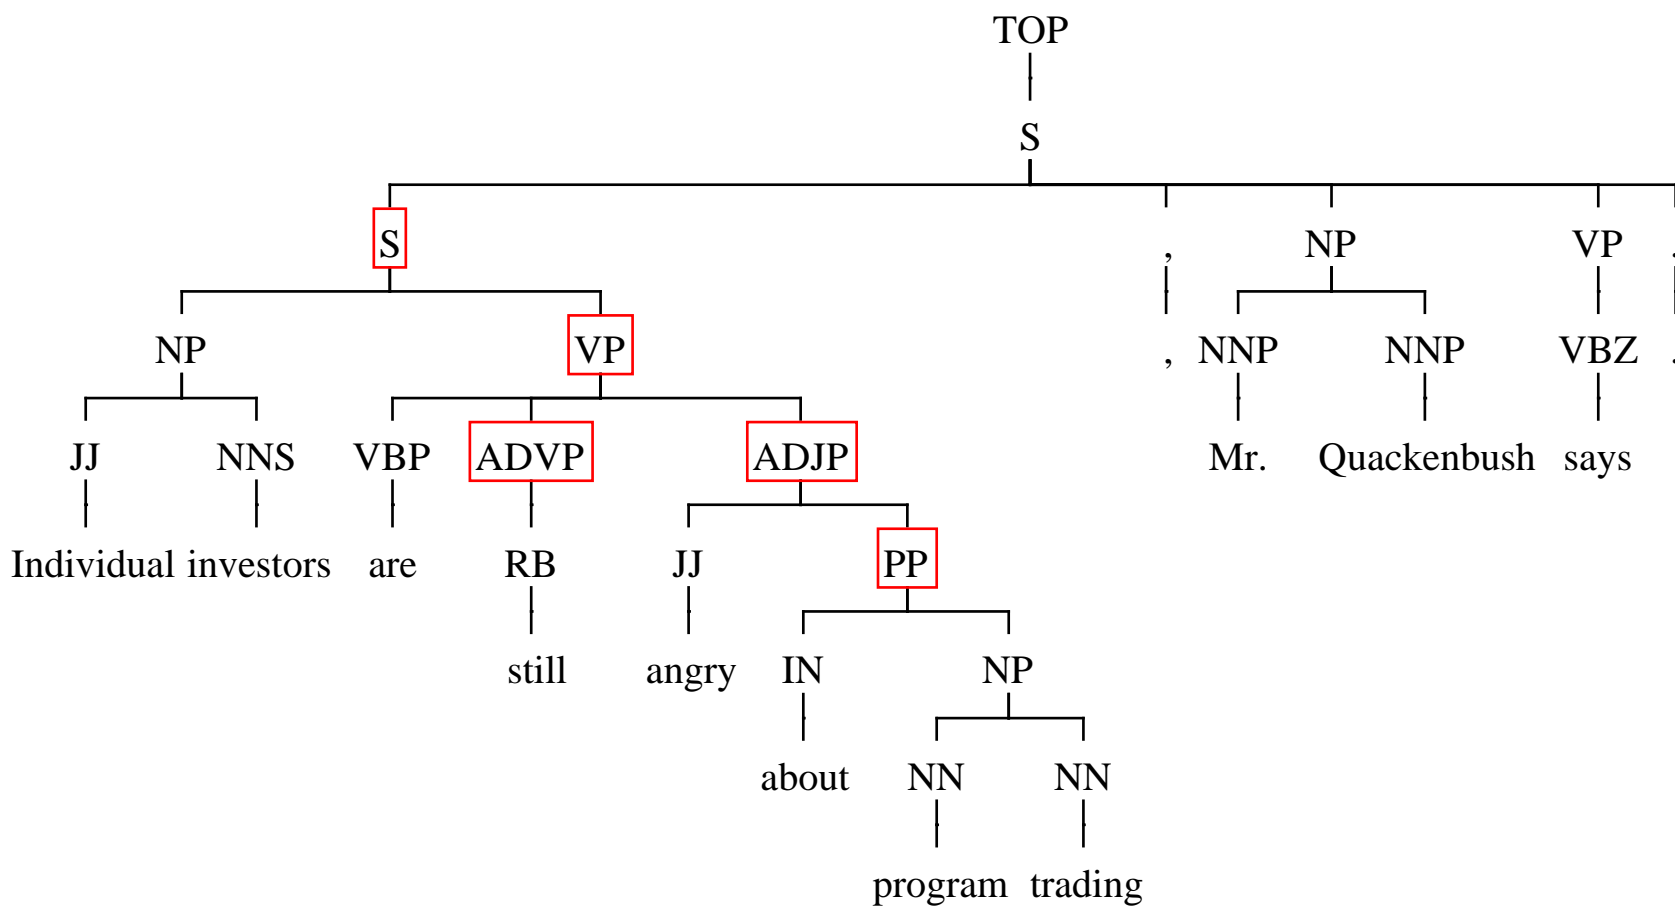 TOP
S
S , NP VP .
NP VP , NNP NNP VBZ .
JJ NNS VBP ADVP ADJP Mr. Quackenbush says
Individual investors are RB JJ PP
still angry IN NP
about NN NN
program trading